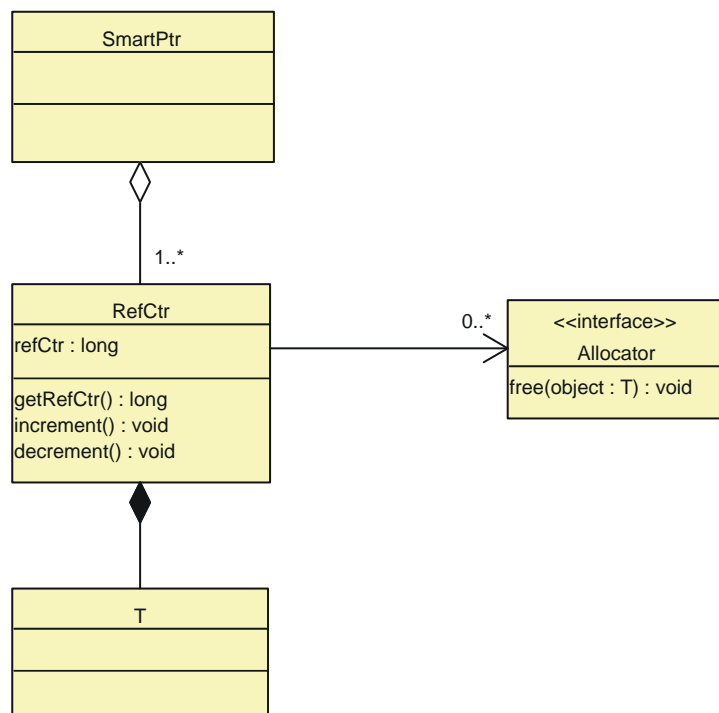 SmartPtr
1..*
RefCtr
refCtr : long
getRefCtr() : long
increment() : void
decrement() : void
0..*
<<interface>>
Allocator
free(object : T) : void
T